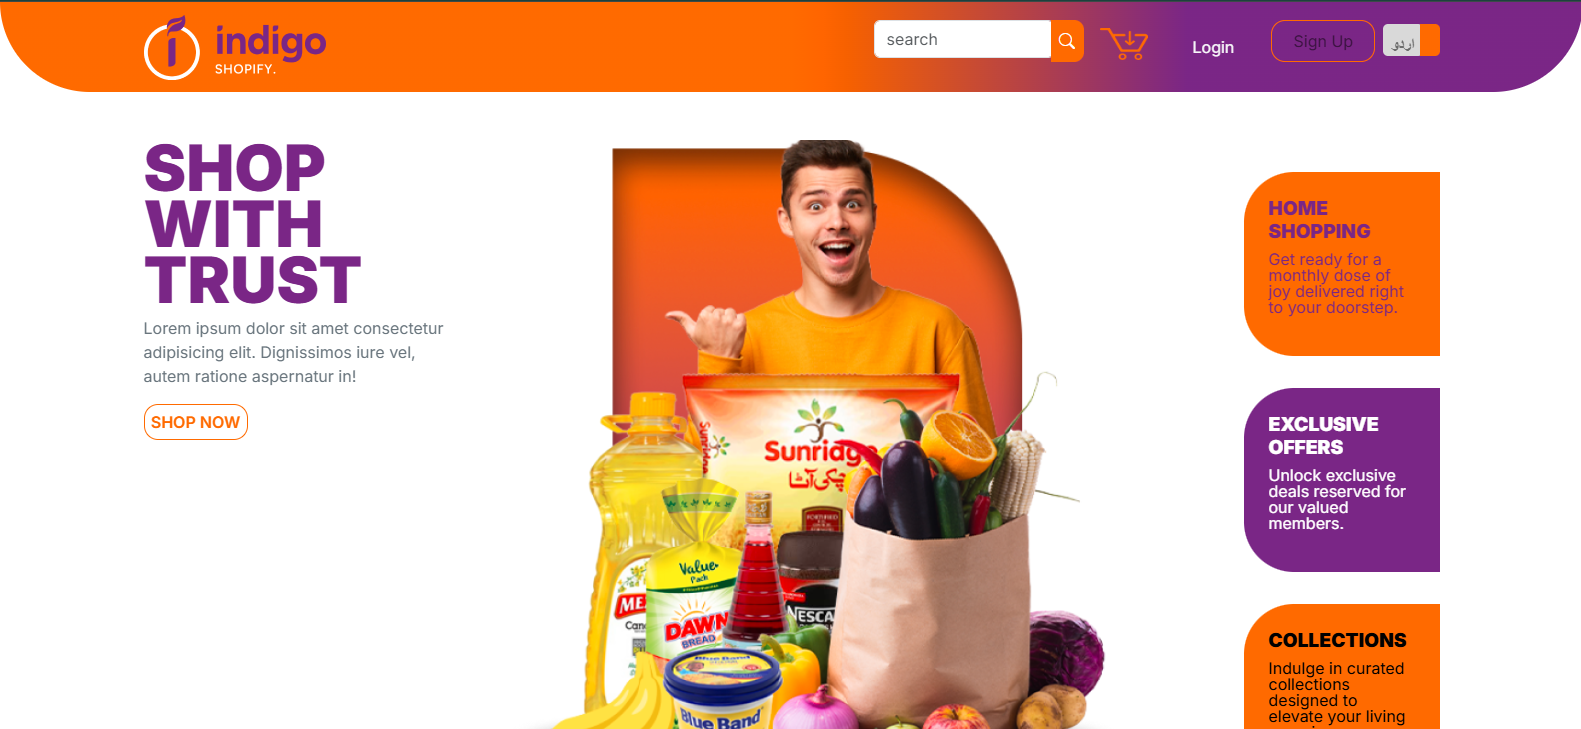 indigo
SHOPIFY.
search
Login
Sign Up
اردو
SHOP
WITH
TRUST
Lorem ipsum dolor sit amet consectetur
adipisicing elit. Dignissimos iure vel,
autem ratione aspernatur in!
SHOP NOW
Sunridge
چکی آٹا
Value
Pack
DAWN
BREAD
Blue Band
Blue Band
HOME
SHOPPING
Get ready for a
monthly dose of
joy delivered right
to your doorstep.
EXCLUSIVE
OFFERS
Unlock exclusive
deals reserved for
our valued
members.
COLLECTIONS
Indulge in curated
collections
designed to
elevate your living